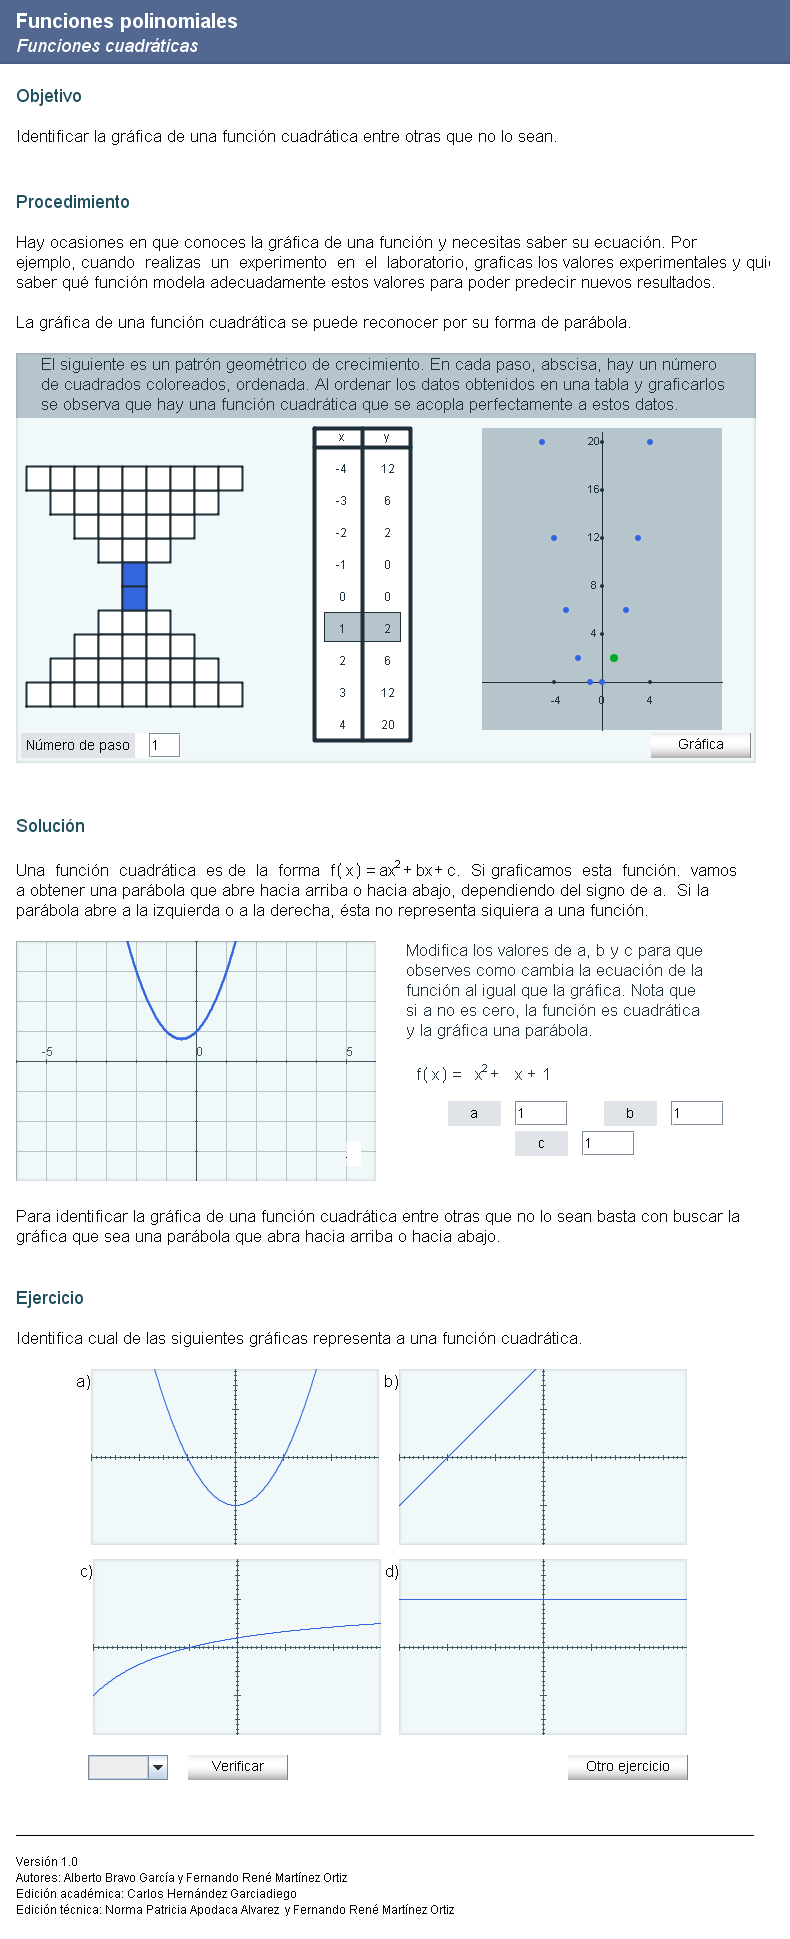 Funciones polinomiales
Funciones cuadráticas
Objetivo
Identificar la gráfica de una función cuadrática entre otras que no lo sean.
Procedimiento
Hay ocasiones en que conoces la gráfica de una función y necesitas saber su ecuación. Por
ejemplo, cuando realizas un experimento en el laboratorio, graficas los valores experimentales y qui
saber qué función modela adecuadamente estos valores para poder predecir nuevos resultados.
La gráfica de una función cuadrática se puede reconocer por su forma de parábola.
El siguiente es un patrón geométrico de crecimiento. En cada paso, abscisa, hay un número
de cuadrados coloreados, ordenada. Al ordenar los datos obtenidos en una tabla y graficarlos
se observa que hay una función cuadrática que se acopla perfectamente a estos datos.
x y
-4 12
-3 6
-2 2
-1 0
0 0
1 2
2 6
3 12
4 20
20
16
12
8
4
-4 0 4
Número de paso 1
Gráfica
Solución
Una función cuadrática es de la forma f(x) = ax² + bx + c. Si graficamos esta función. vamos
a obtener una parábola que abre hacia arriba o hacia abajo, dependiendo del signo de a. Si la
parábola abre a la izquierda o a la derecha, ésta no representa siquiera a una función.
-5 0 5
Modifica los valores de a, b y c para que
observes como cambia la ecuación de la
función al igual que la gráfica. Nota que
si a no es cero, la función es cuadrática
y la gráfica una parábola.
f(x) = x² + x + 1
a 1 b 1
c 1
Para identificar la gráfica de una función cuadrática entre otras que no lo sean basta con buscar la
gráfica que sea una parábola que abra hacia arriba o hacia abajo.
Ejercicio
Identifica cual de las siguientes gráficas representa a una función cuadrática.
a) b)
c) d)
Verificar Otro ejercicio
Versión 1.0
Autores: Alberto Bravo García y Fernando René Martínez Ortiz
Edición académica: Carlos Hernández Garciadiego
Edición técnica: Norma Patricia Apodaca Alvarez y Fernando René Martínez Ortiz